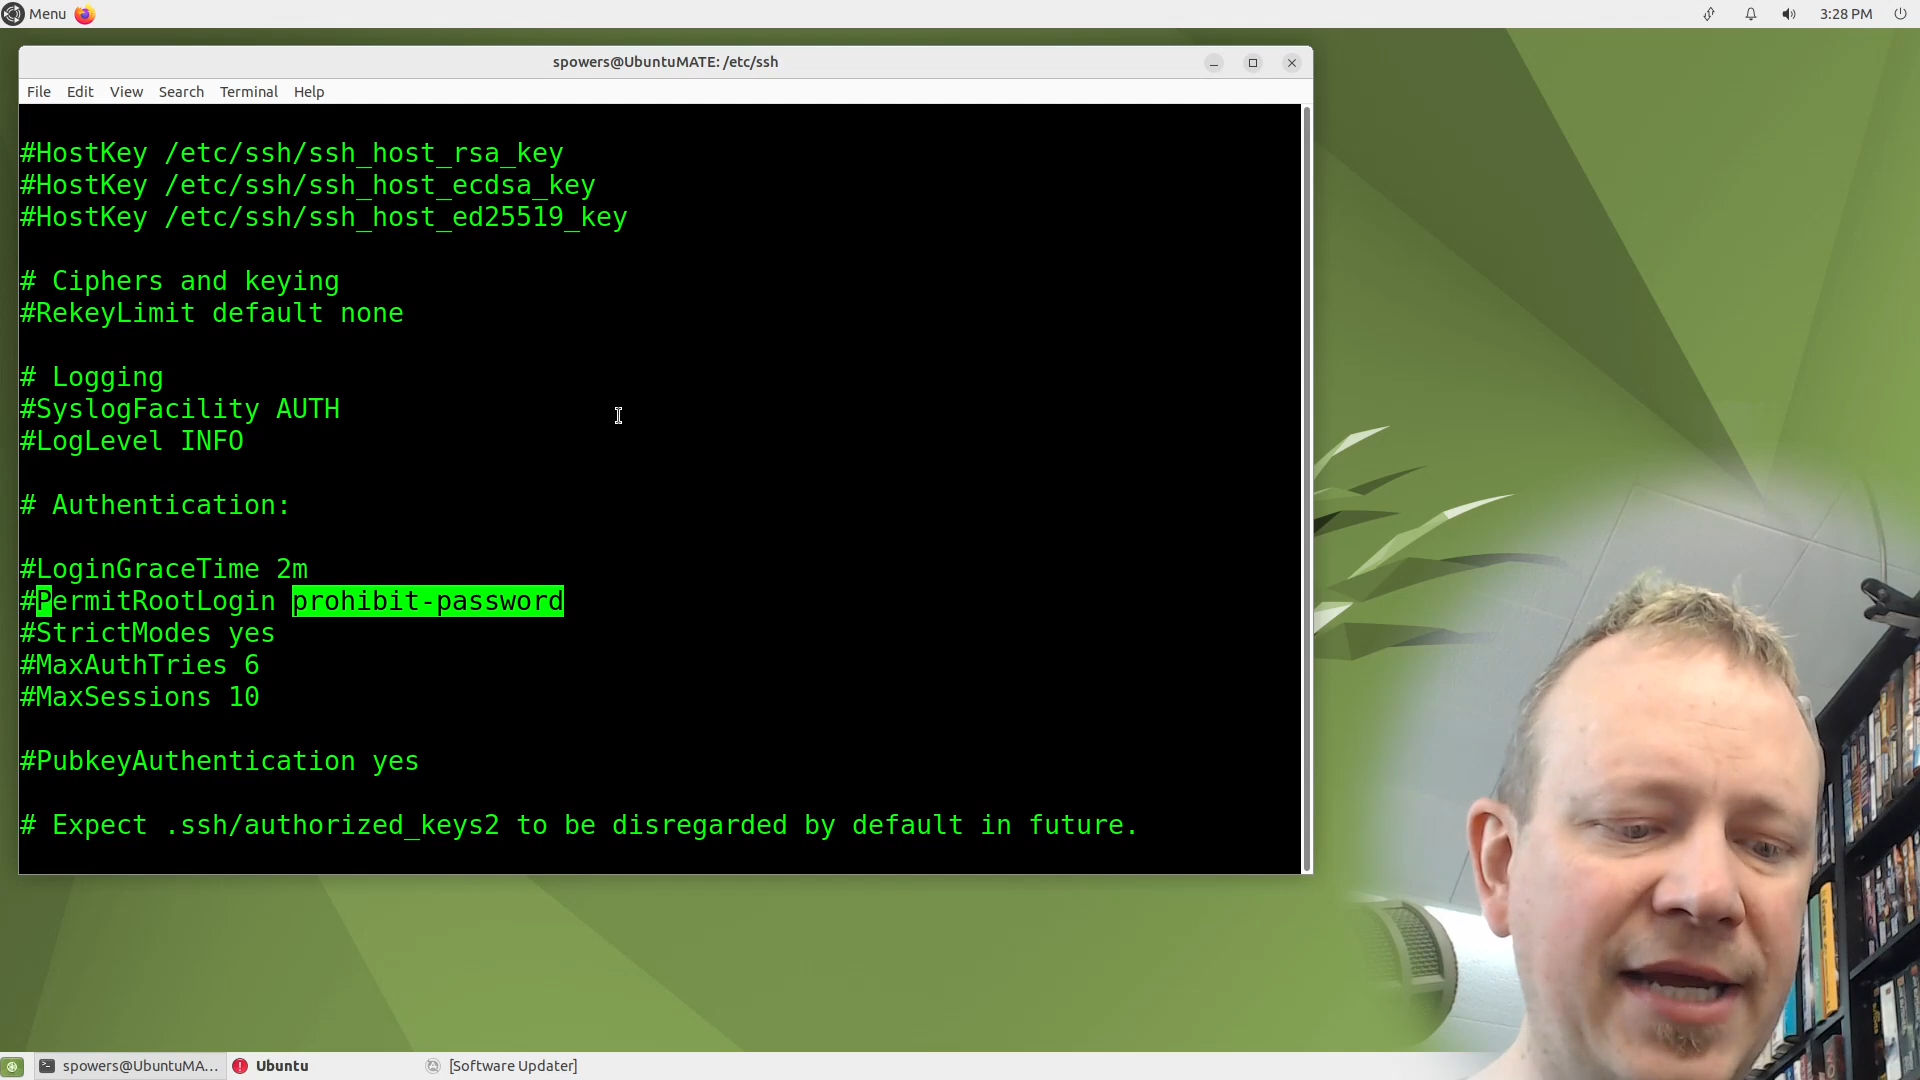 Menu
3:28 PM
spowers@UbuntuMATE: /etc/ssh
File Edit View Search Terminal Help
#HostKey /etc/ssh/ssh_host_rsa_key
#HostKey /etc/ssh/ssh_host_ecdsa_key
#HostKey /etc/ssh/ssh_host_ed25519_key
# Ciphers and keying
#RekeyLimit default none
# Logging
#SyslogFacility AUTH
#LogLevel INFO
# Authentication:
#LoginGraceTime 2m
#PermitRootLogin prohibit-password
#StrictModes yes
#MaxAuthTries 6
#MaxSessions 10
#PubkeyAuthentication yes
# Expect .ssh/authorized_keys2 to be disregarded by default in future.
spowers@UbuntuMA... Ubuntu [Software Updater]